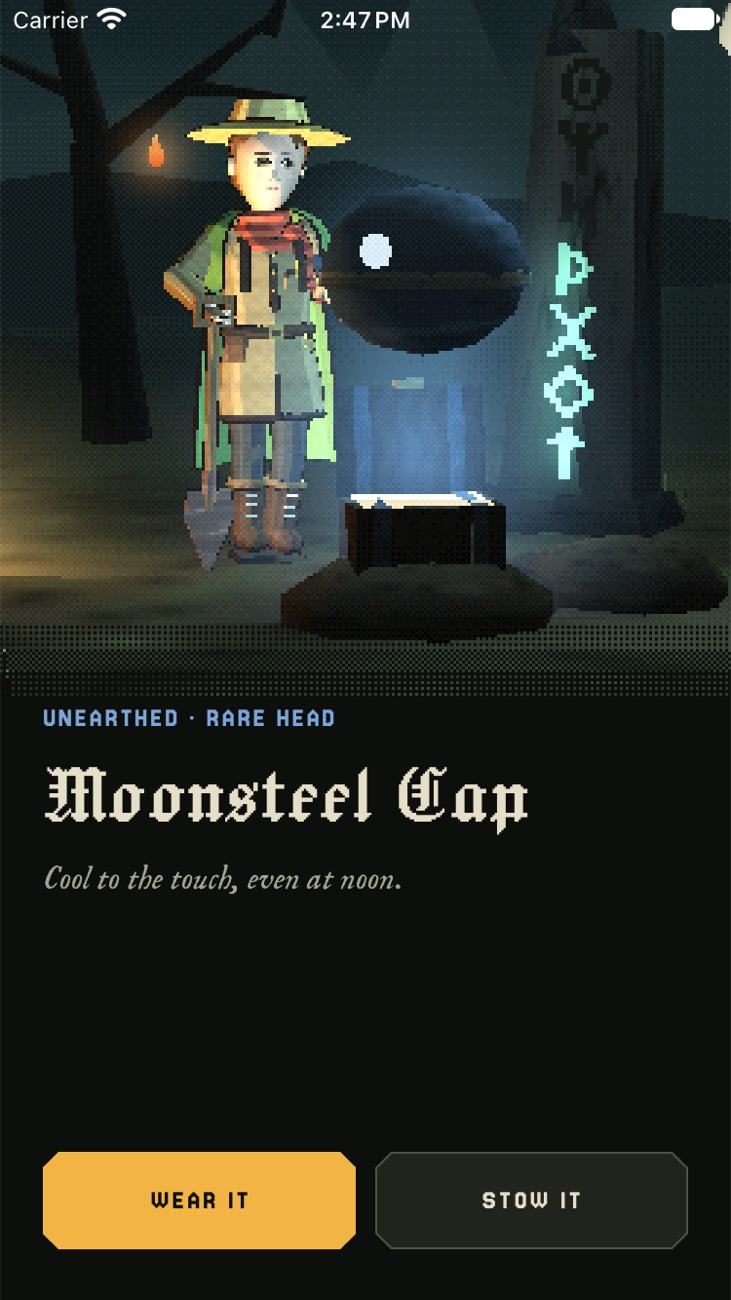 Carrier 2:47 PM
UNEARTHED · RARE HEAD
Moonsteel Cap
Cool to the touch, even at noon.
WEAR IT
STOW IT